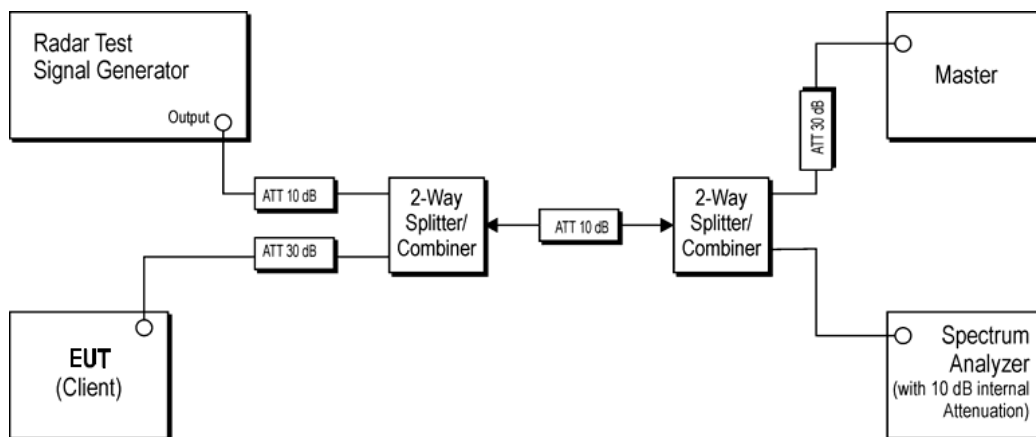 Radar Test
Signal Generator
Output
ATT 10 dB
2-Way
Splitter/
Combiner
ATT 30 dB
EUT
(Client)
ATT 10 dB
2-Way
Splitter/
Combiner
ATT 30 dB
Master
Spectrum
Analyzer
(with 10 dB internal
Attenuation)